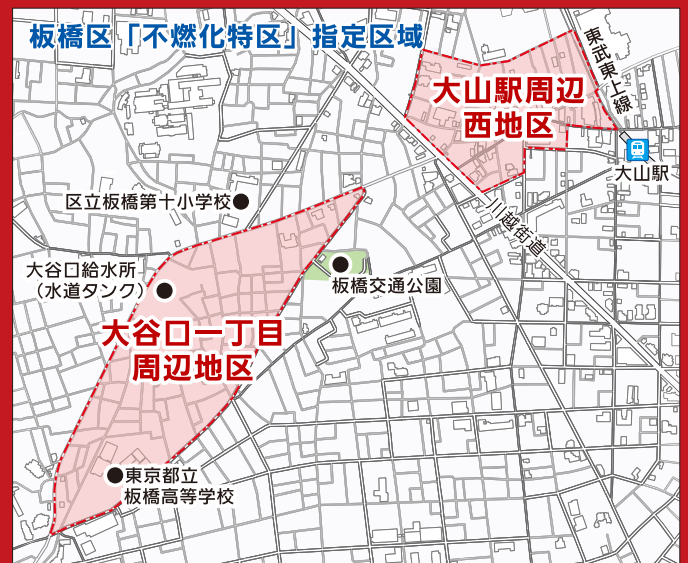 板橋区「不燃化特区」指定区域
東武東上線
大山駅周辺
西地区
大山駅
区立板橋第十小学校
川越街道
大谷口給水所
（水道タンク）
板橋交通公園
大谷口一丁目
周辺地区
東京都立
板橋高等学校